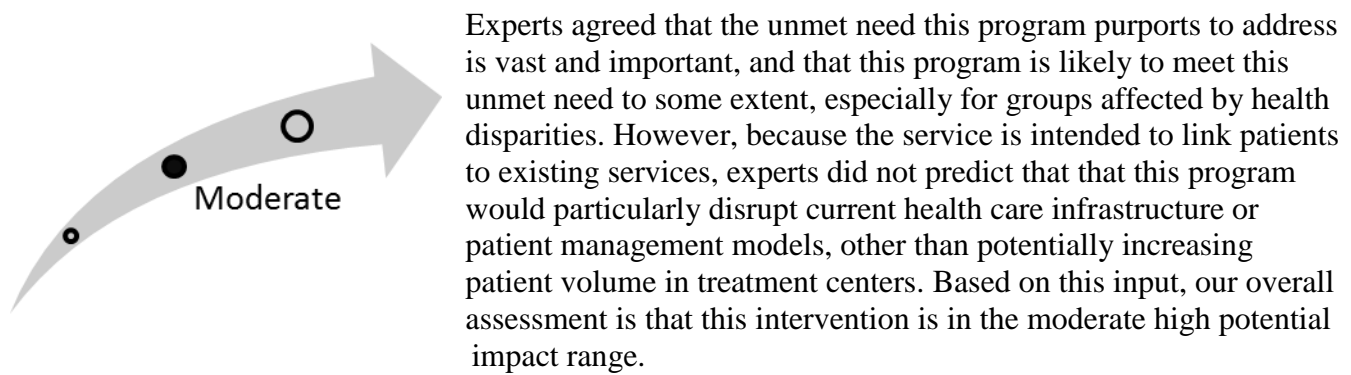 Experts agreed that the unmet need this program purports to address
is vast and important, and that this program is likely to meet this
unmet need to some extent, especially for groups affected by health
disparities. However, because the service is intended to link patients
to existing services, experts did not predict that that this program
would particularly disrupt current health care infrastructure or
patient management models, other than potentially increasing
patient volume in treatment centers. Based on this input, our overall
assessment is that this intervention is in the moderate high potential
impact range.
Moderate